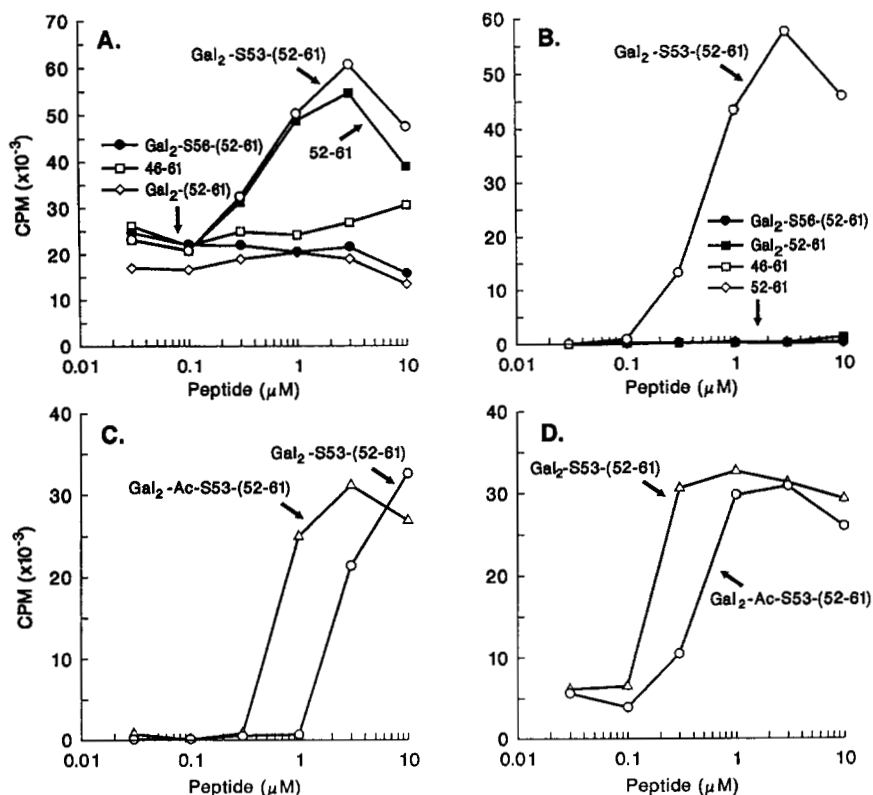 A.
CPM (x10⁻³)
70
60
50
40
30
20
10
0
Gal₂-S53-(52-61)
52-61
Gal₂-S56-(52-61)
46-61
Gal₂-(52-61)
0.01
0.1
1
10
Peptide (μM)
B.
60
50
40
30
20
10
0
Gal₂-S53-(52-61)
Gal₂-S56-(52-61)
Gal₂-52-61
46-61
52-61
0.01
0.1
1
10
Peptide (μM)
C.
CPM (x10⁻³)
40
30
20
10
0
Gal₂-S53-(52-61)
Gal₂-Ac-S53-(52-61)
0.01
0.1
1
10
Peptide (μM)
D.
40
30
20
10
0
Gal₂-S53-(52-61)
Gal₂-Ac-S53-(52-61)
0.01
0.1
1
10
Peptide (μM)